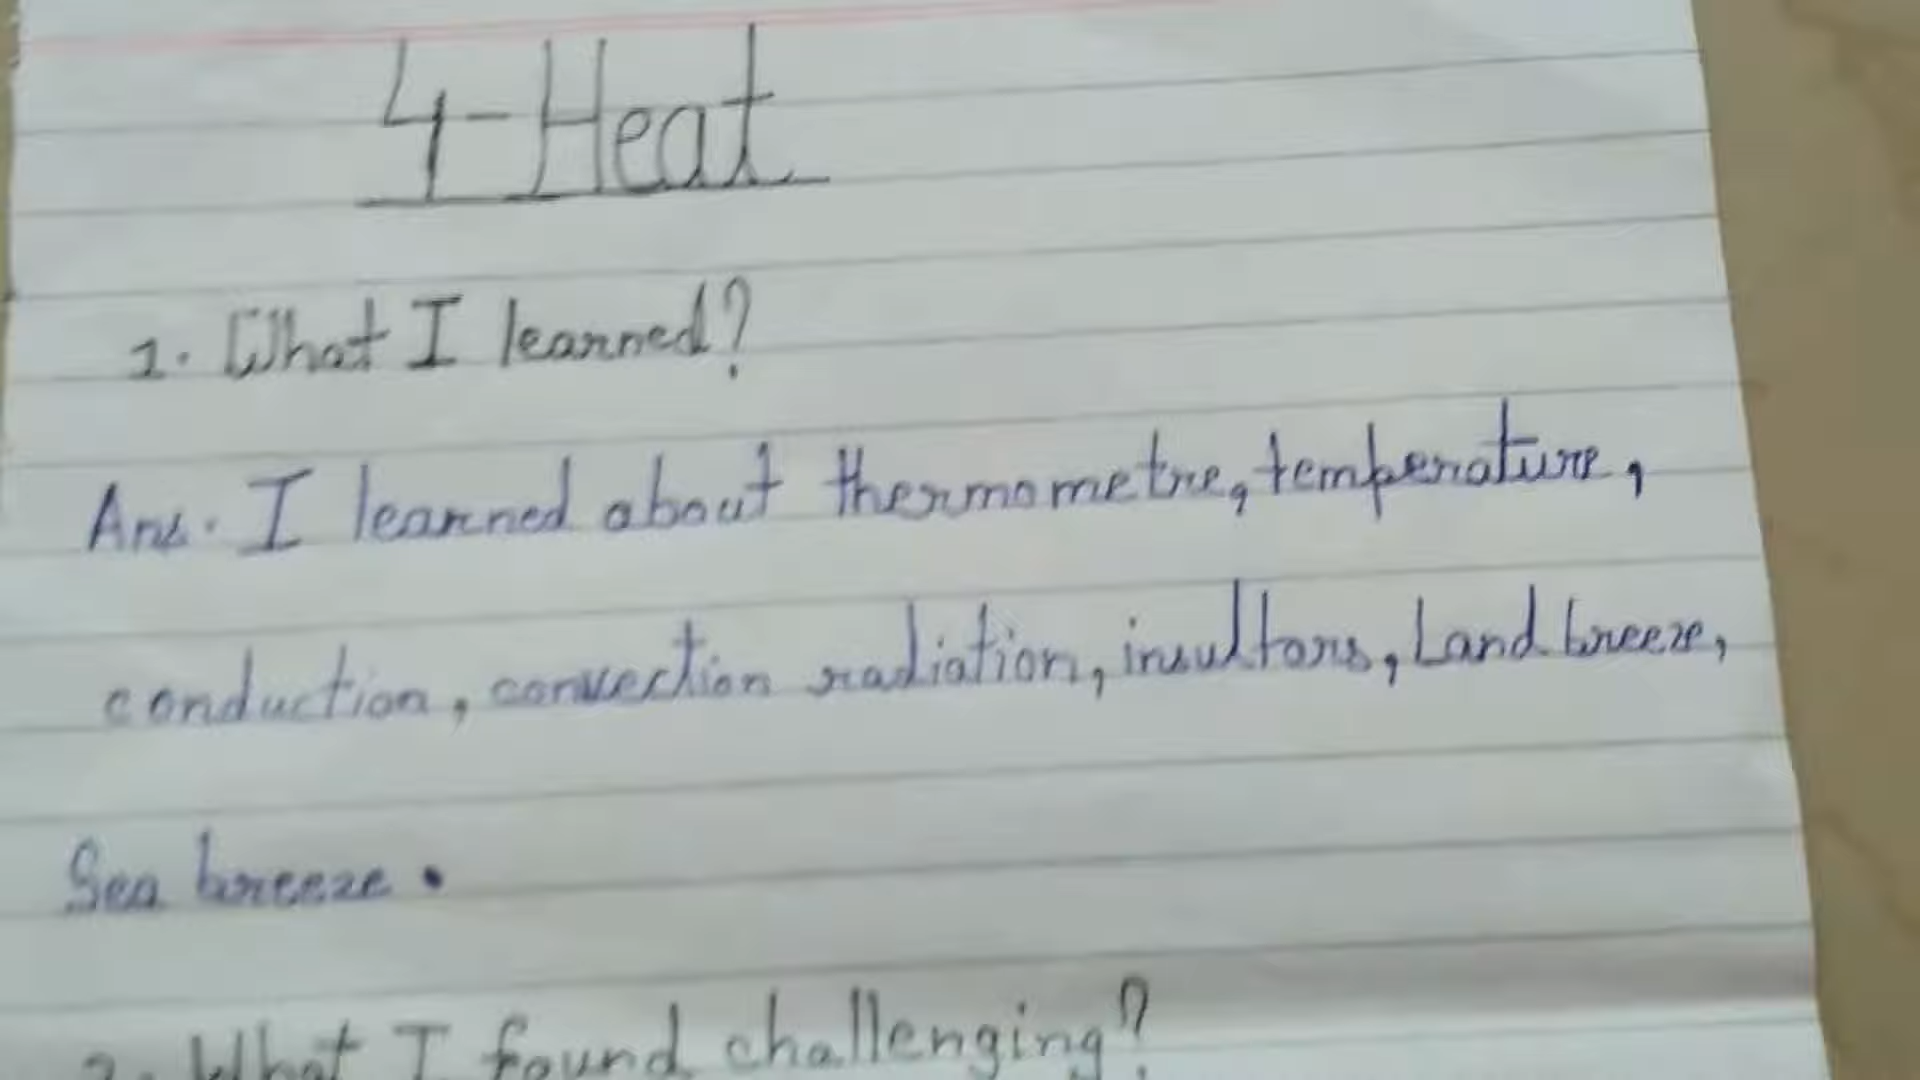 4-Heat
1. What I learned?
Ans. I learned about thermometre, temperature,
conduction, convection radiation, insultors, Land breeze,
Sea breeze.
2. What I found challenging?